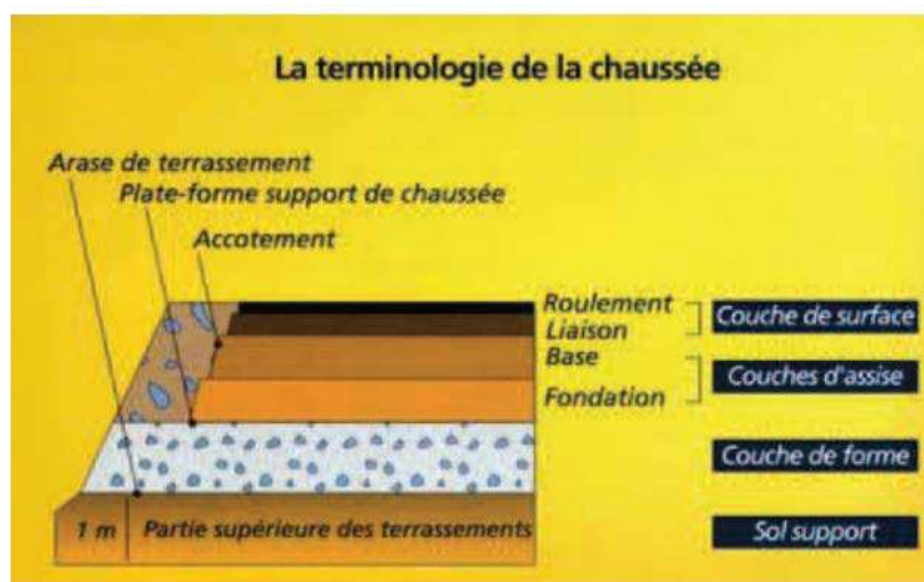 La terminologie de la chaussée
Arase de terrassement
Plate-forme support de chaussée
Accotement
Roulement
Liaison
Couche de surface
Base
Fondation
Couches d'assise
Couche de forme
1 m
Partie supérieure des terrassements
Sol support